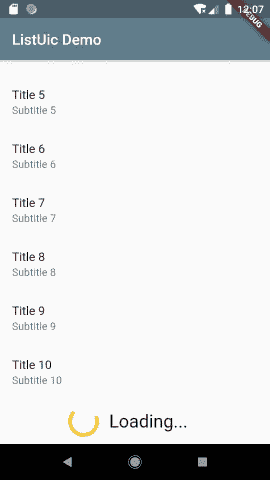 12:07
DEBUG
ListUic Demo
Title 5
Subtitle 5
Title 6
Subtitle 6
Title 7
Subtitle 7
Title 8
Subtitle 8
Title 9
Subtitle 9
Title 10
Subtitle 10
Loading...